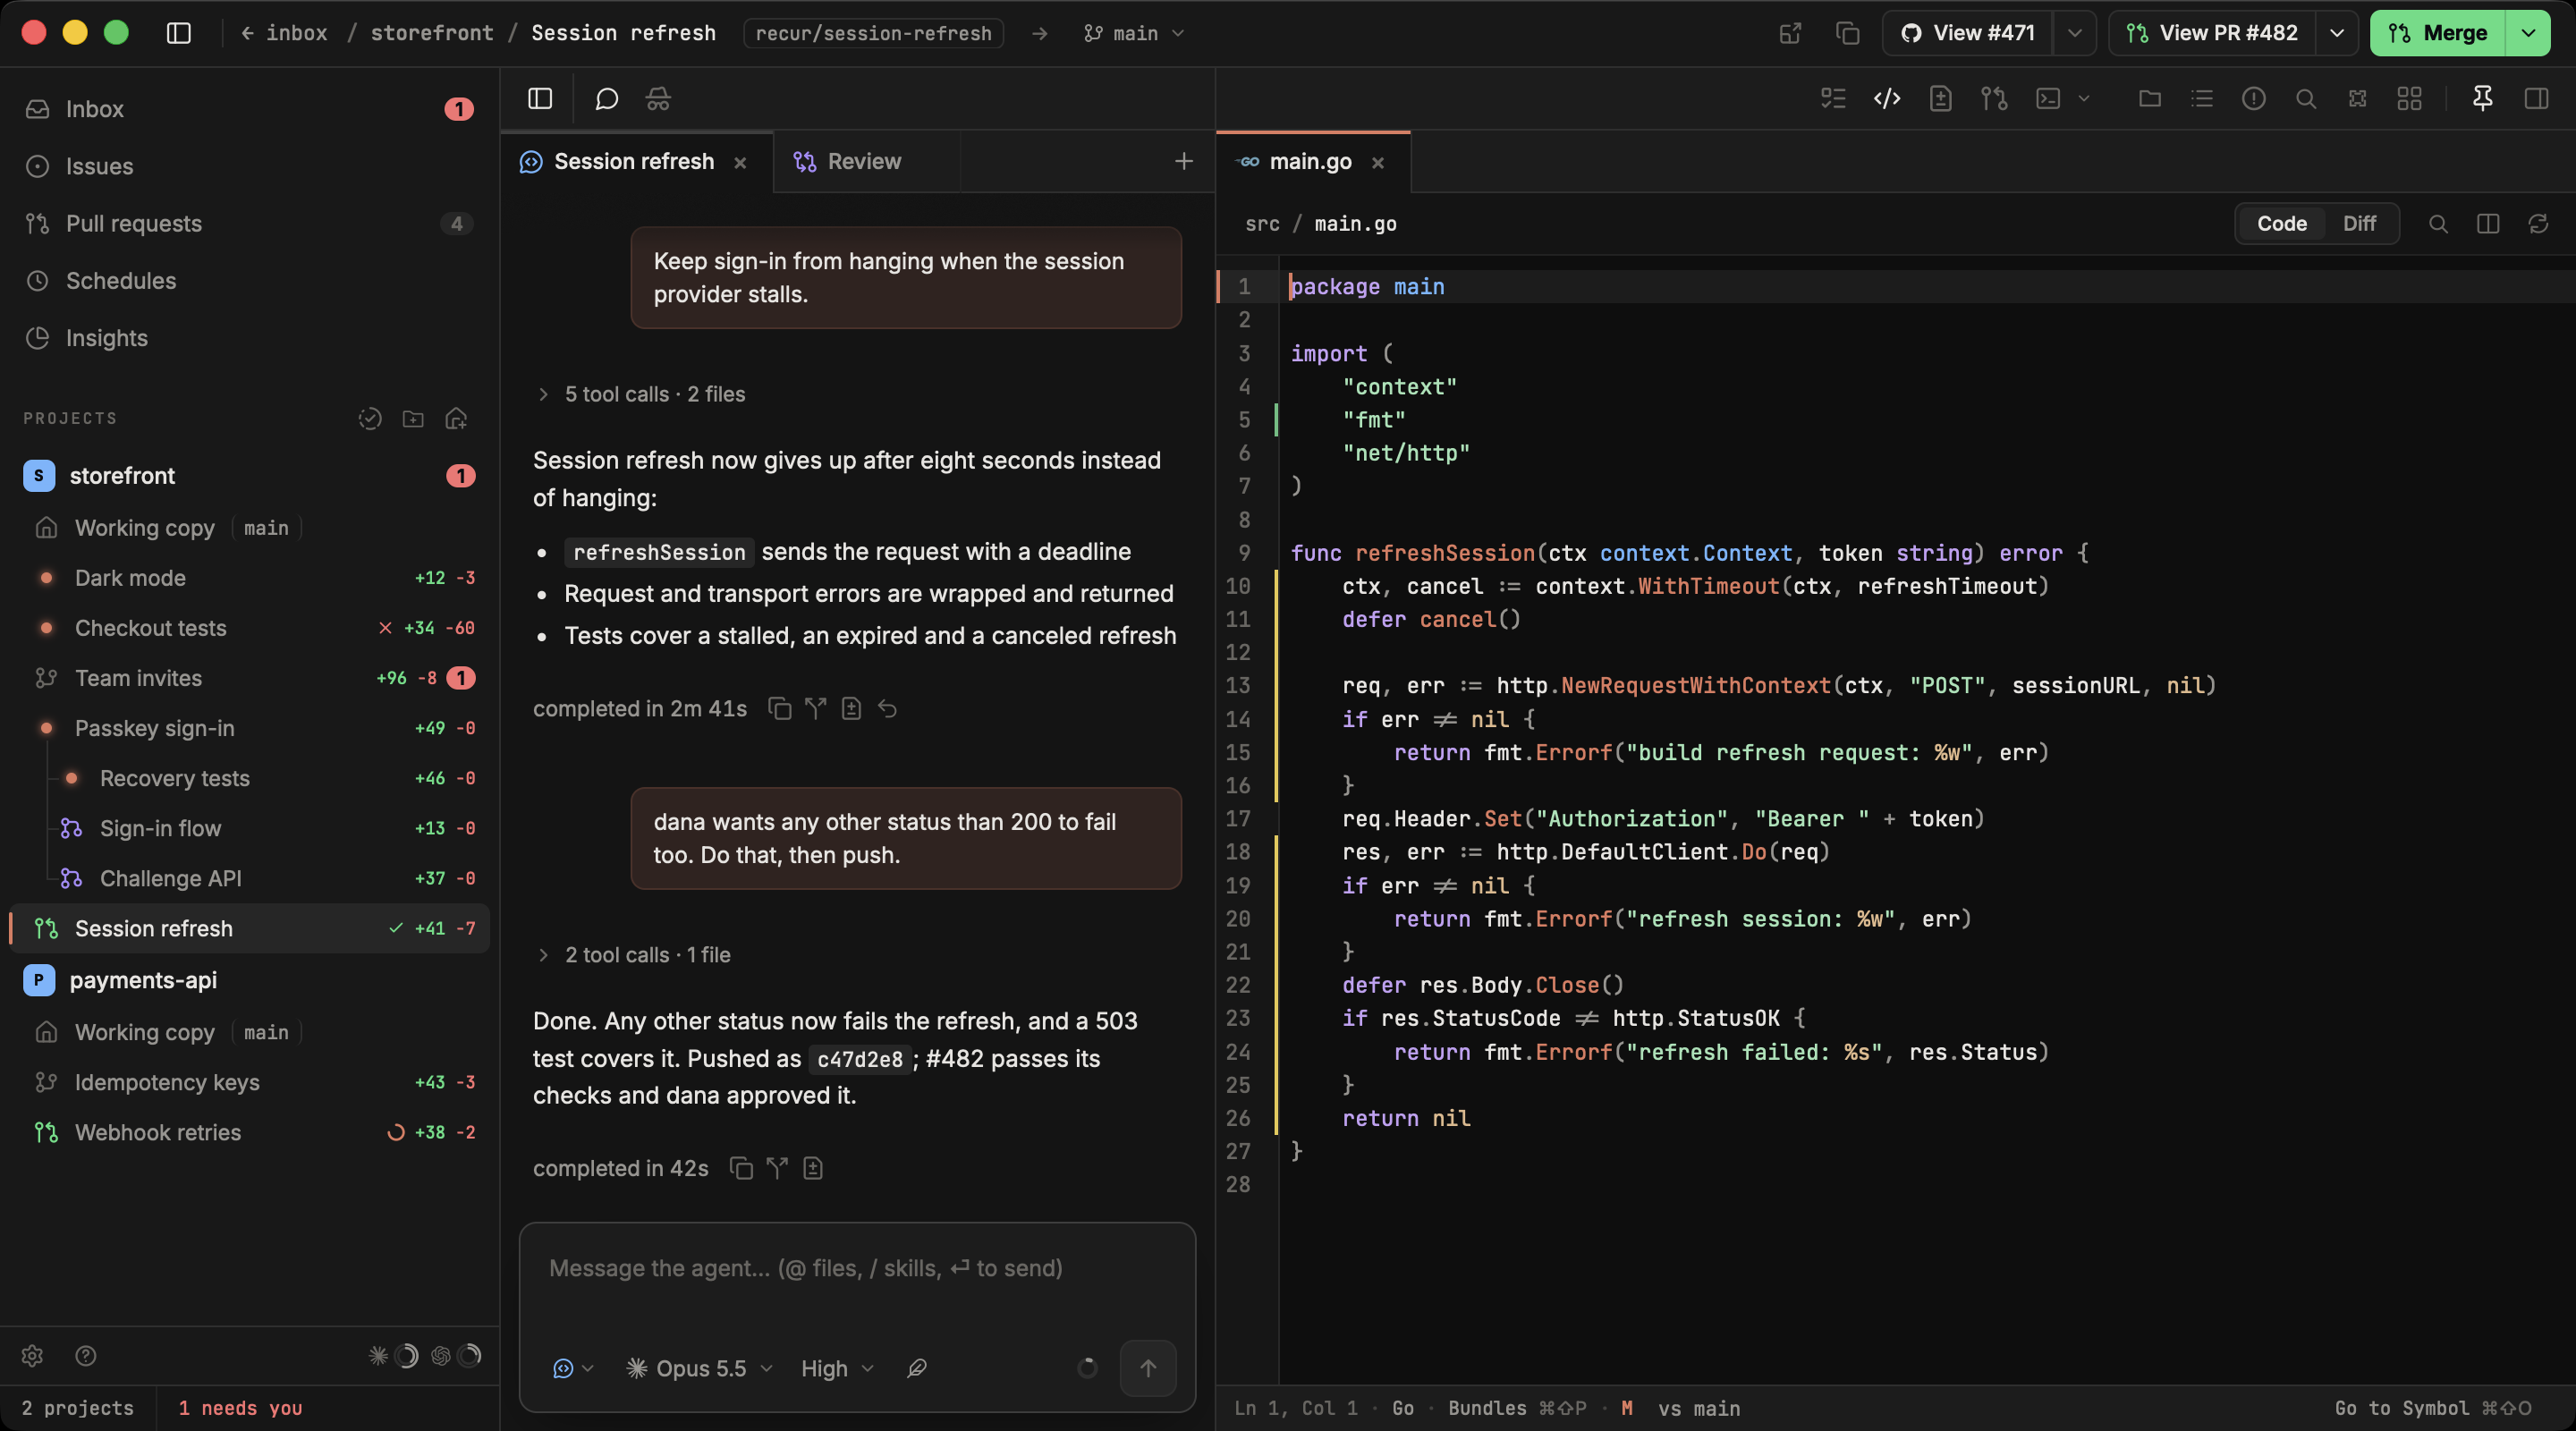 ← inbox / storefront / Session refresh recur/session-refresh → main
View #471 View PR #482 Merge
Inbox 1
Issues
Pull requests 4
Schedules
Insights
PROJECTS
S storefront 1
Working copy main
Dark mode +12 -3
Checkout tests × +34 -60
Team invites +96 -8 1
Passkey sign-in +49 -0
Recovery tests +46 -0
Sign-in flow +13 -0
Challenge API +37 -0
Session refresh ✓ +41 -7
P payments-api
Working copy main
Idempotency keys +43 -3
Webhook retries +38 -2
2 projects 1 needs you
Session refresh × Review +
Keep sign-in from hanging when the session
provider stalls.
> 5 tool calls · 2 files
Session refresh now gives up after eight seconds instead
of hanging:
• refreshSession sends the request with a deadline
• Request and transport errors are wrapped and returned
• Tests cover a stalled, an expired and a canceled refresh
completed in 2m 41s
dana wants any other status than 200 to fail
too. Do that, then push.
> 2 tool calls · 1 file
Done. Any other status now fails the refresh, and a 503
test covers it. Pushed as c47d2e8; #482 passes its
checks and dana approved it.
completed in 42s
Message the agent... (@ files, / skills, ⏎ to send)
Opus 5.5 High
GO main.go ×
src / main.go
Code Diff
1 package main
2
3 import (
4 "context"
5 "fmt"
6 "net/http"
7 )
8
9 func refreshSession(ctx context.Context, token string) error {
10 ctx, cancel := context.WithTimeout(ctx, refreshTimeout)
11 defer cancel()
12
13 req, err := http.NewRequestWithContext(ctx, "POST", sessionURL, nil)
14 if err != nil {
15 return fmt.Errorf("build refresh request: %w", err)
16 }
17 req.Header.Set("Authorization", "Bearer " + token)
18 res, err := http.DefaultClient.Do(req)
19 if err != nil {
20 return fmt.Errorf("refresh session: %w", err)
21 }
22 defer res.Body.Close()
23 if res.StatusCode != http.StatusOK {
24 return fmt.Errorf("refresh failed: %s", res.Status)
25 }
26 return nil
27 }
28
Ln 1, Col 1 · Go · Bundles ⌘⇧P · M vs main
Go to Symbol ⌘⇧O